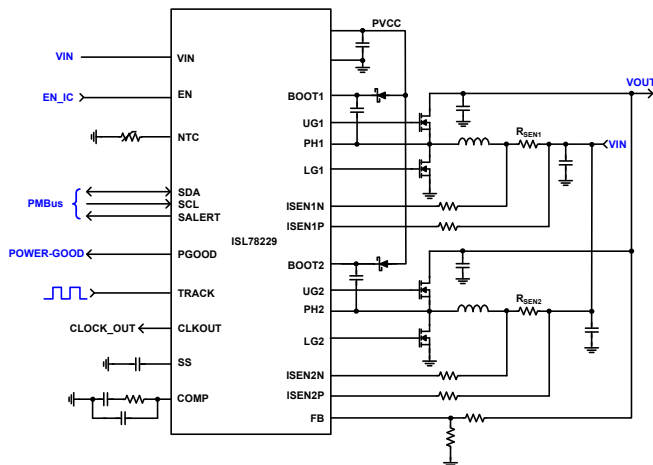 PVCC
VIN
VIN
EN_IC
EN
NTC
PMBus
SDA
SCL
SALERT
POWER-GOOD
PGOOD
TRACK
CLOCK_OUT
CLKOUT
SS
COMP
ISL78229
BOOT1
UG1
PH1
LG1
ISEN1N
ISEN1P
BOOT2
UG2
PH2
LG2
ISEN2N
ISEN2P
FB
VOUT
RSEN1
VIN
RSEN2